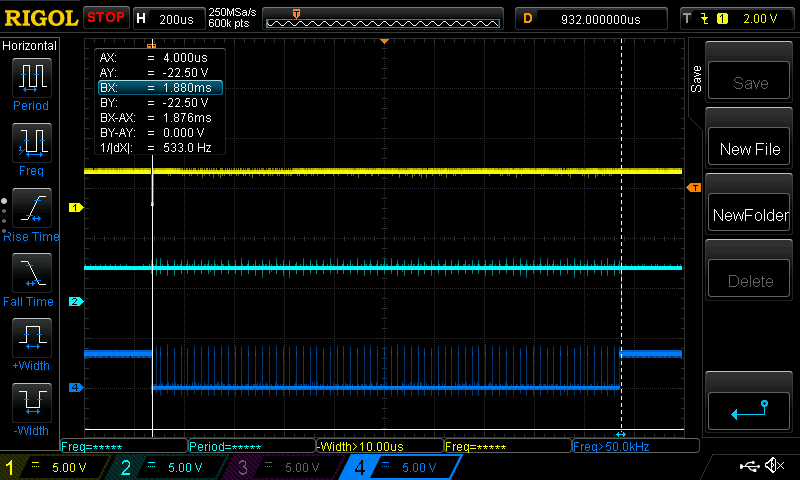 RIGOL STOP H 200us 250MSa/s 600k pts T D 932.000000us T 1 2.00 V
Horizontal
Period
Freq
Rise Time
Fall Time
+Width
-Width
AX: = 4.000us
AY: = -22.50 V
BX: = 1.880ms
BY: = -22.50 V
BX-AX: = 1.876ms
BY-AY: = 0.000 V
1/|dX|: = 533.0 Hz
T
1
2
4
Save
Save
New File
NewFolder
Delete
Freq=***** Period=***** -Width>10.00us Freq=***** Freq>50.0kHz
1 = 5.00 V 2 = 5.00 V 3 = 5.00 V 4 = 5.00 V